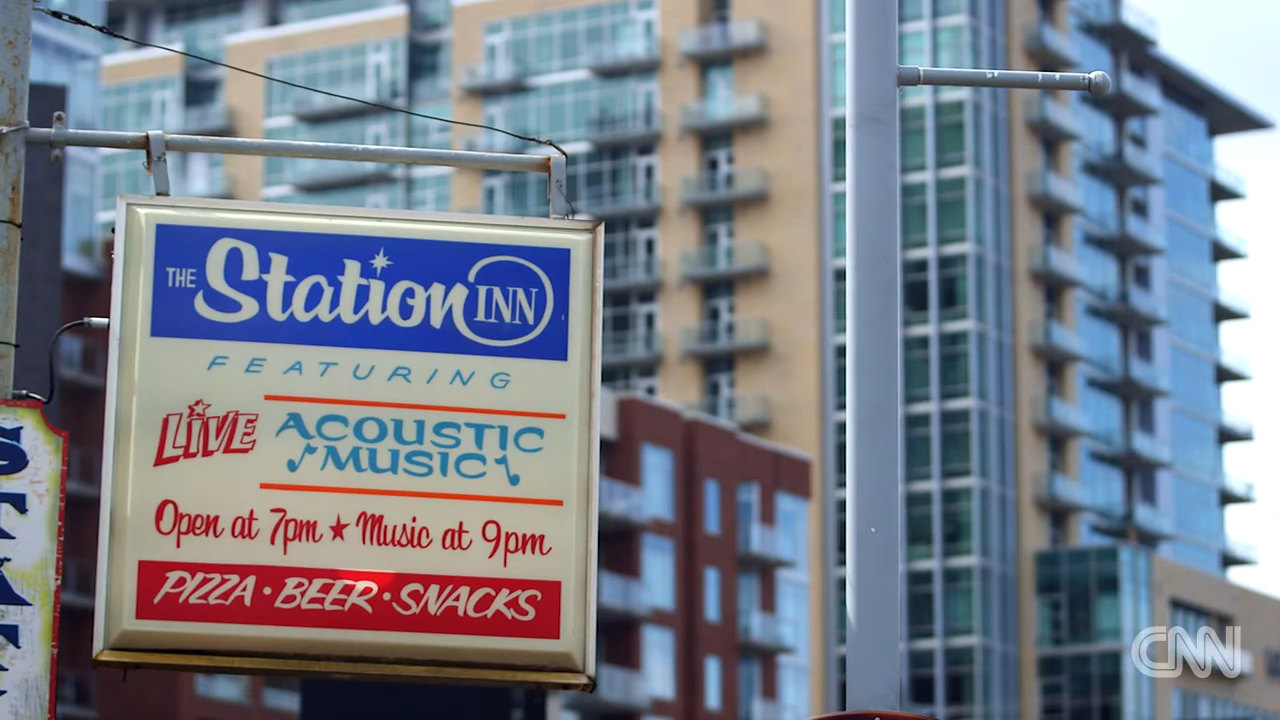 THE Station INN
FEATURING
LIVE ACOUSTIC
MUSIC
Open at 7pm ★ Music at 9pm
PIZZA · BEER · SNACKS
CNN